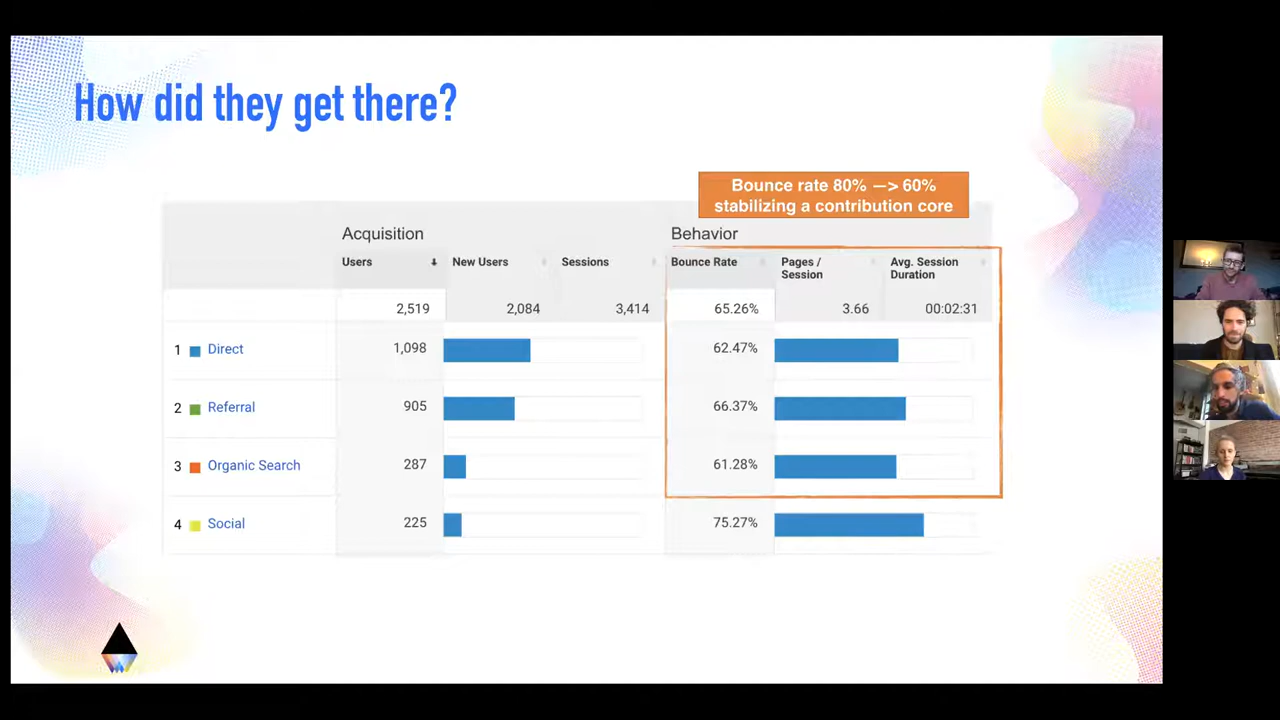 How did they get there?
Bounce rate 80% —> 60%
stabilizing a contribution core
Acquisition
Behavior
Users
New Users
Sessions
Bounce Rate
Pages /
Session
Avg. Session
Duration
2,519
2,084
3,414
65.26%
3.66
00:02:31
1 Direct 1,098 62.47%
2 Referral 905 66.37%
3 Organic Search 287 61.28%
4 Social 225 75.27%